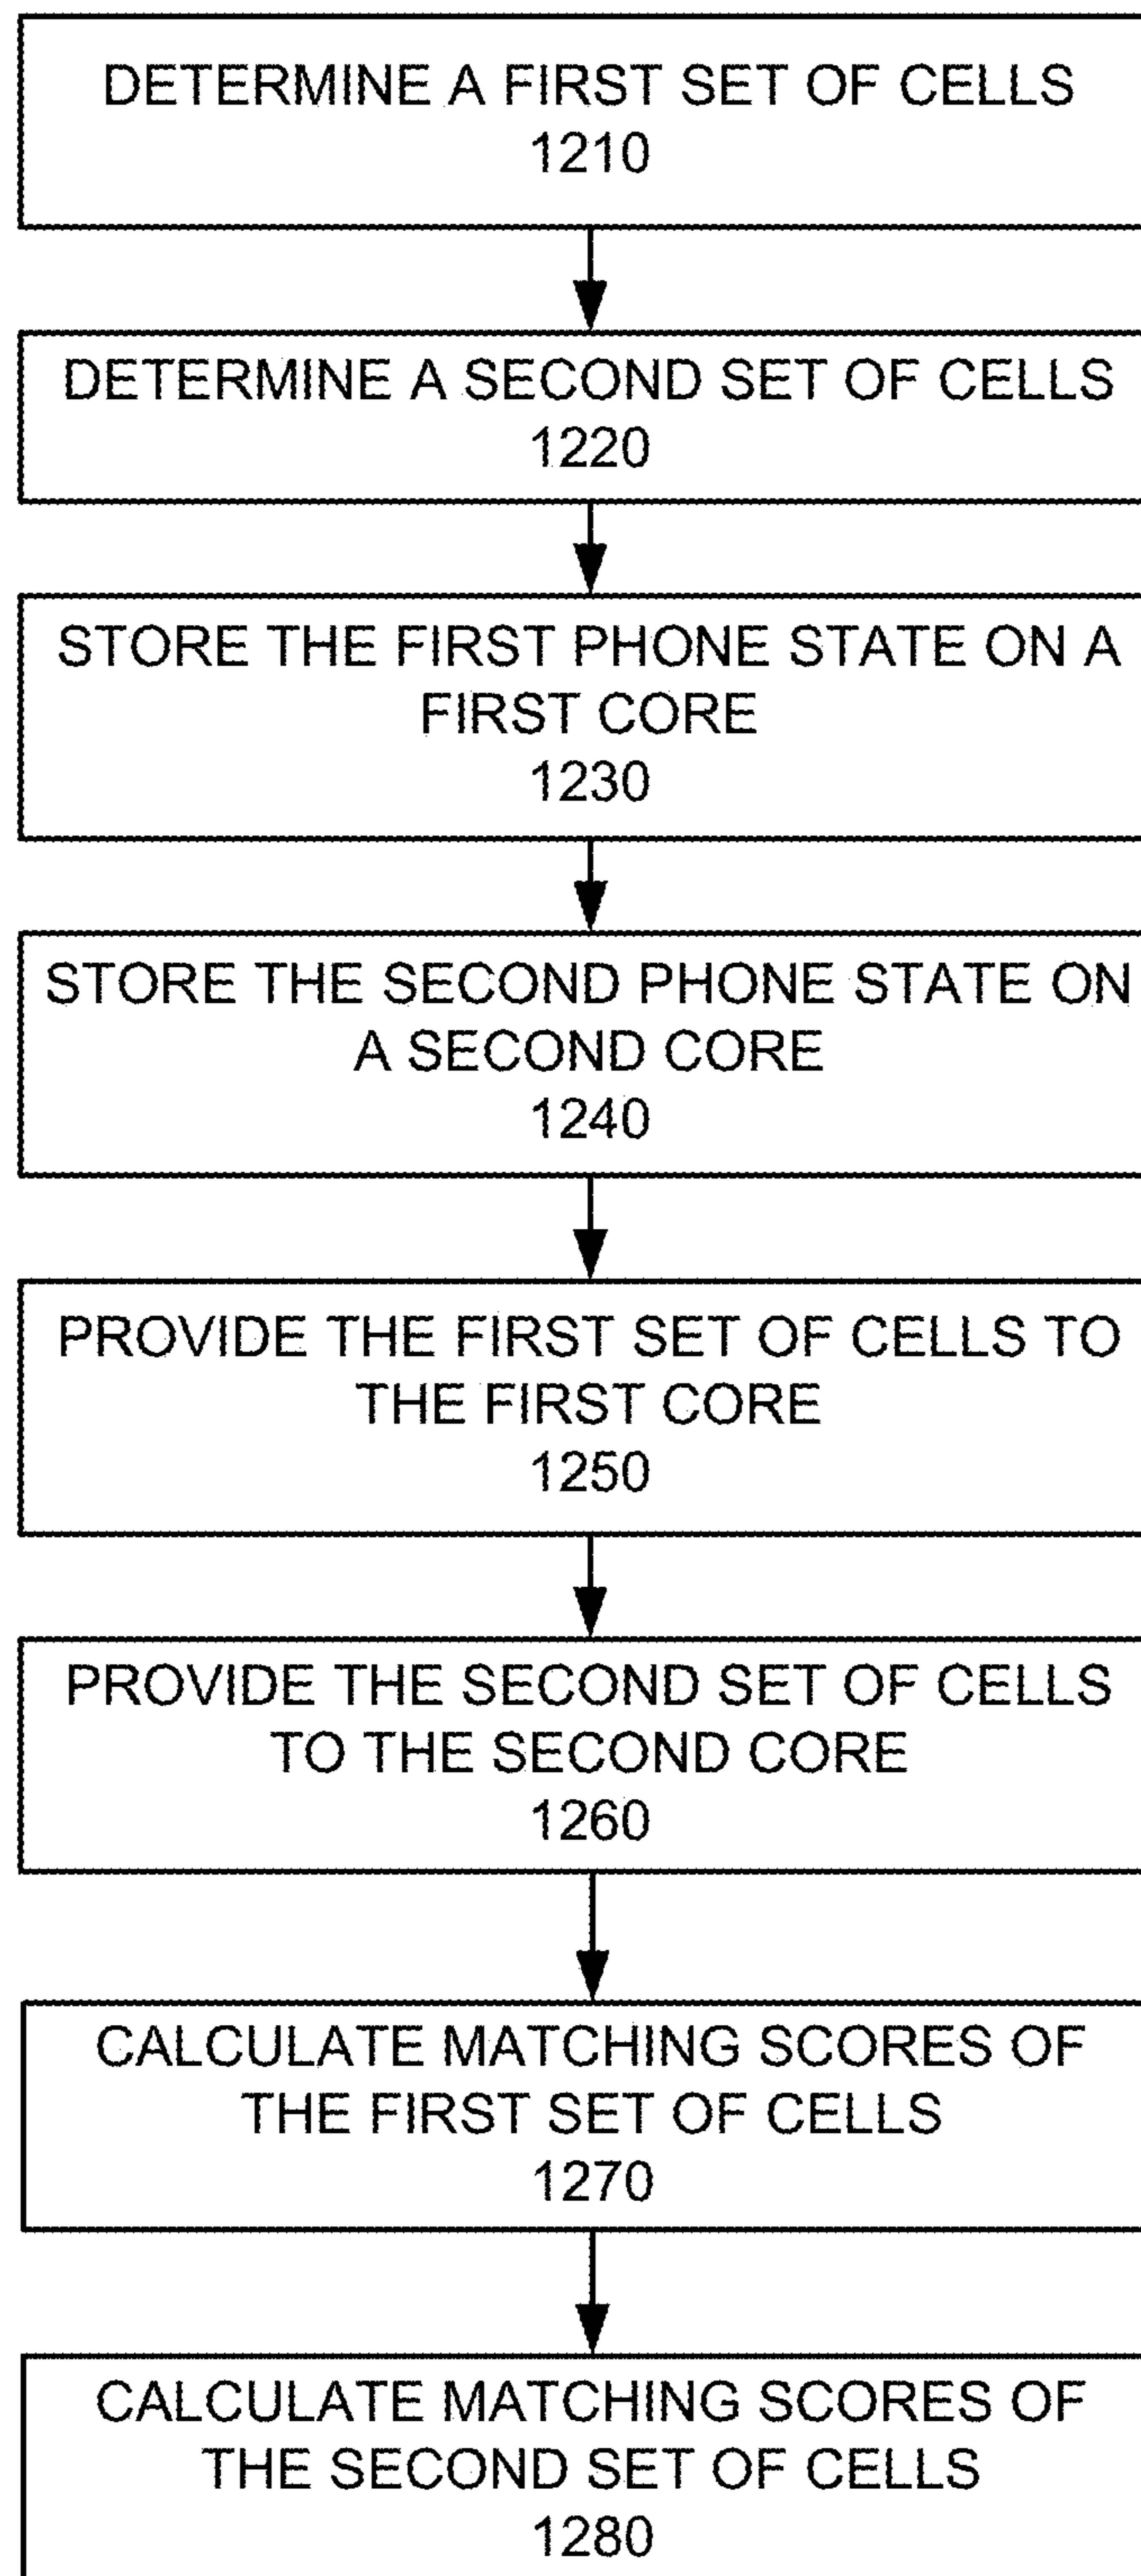 DETERMINE A FIRST SET OF CELLS
1210
DETERMINE A SECOND SET OF CELLS
1220
STORE THE FIRST PHONE STATE ON A
FIRST CORE
1230
STORE THE SECOND PHONE STATE ON
A SECOND CORE
1240
PROVIDE THE FIRST SET OF CELLS TO
THE FIRST CORE
1250
PROVIDE THE SECOND SET OF CELLS
TO THE SECOND CORE
1260
CALCULATE MATCHING SCORES OF
THE FIRST SET OF CELLS
1270
CALCULATE MATCHING SCORES OF
THE SECOND SET OF CELLS
1280